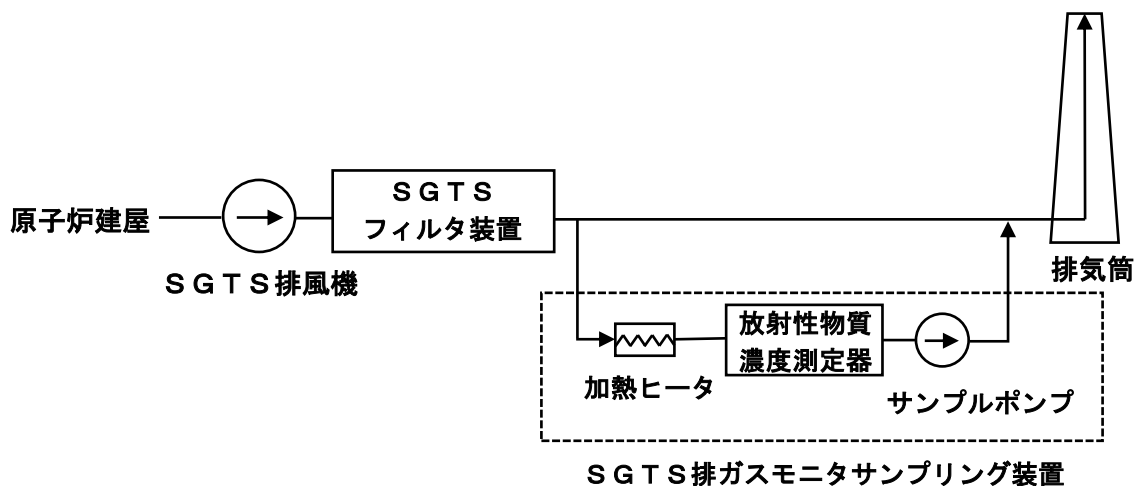 原子炉建屋
SGTS排風機
SGTS
フィルタ装置
排気筒
加熱ヒータ
放射性物質
濃度測定器
サンプルポンプ
SGTS排ガスモニタサンプリング装置